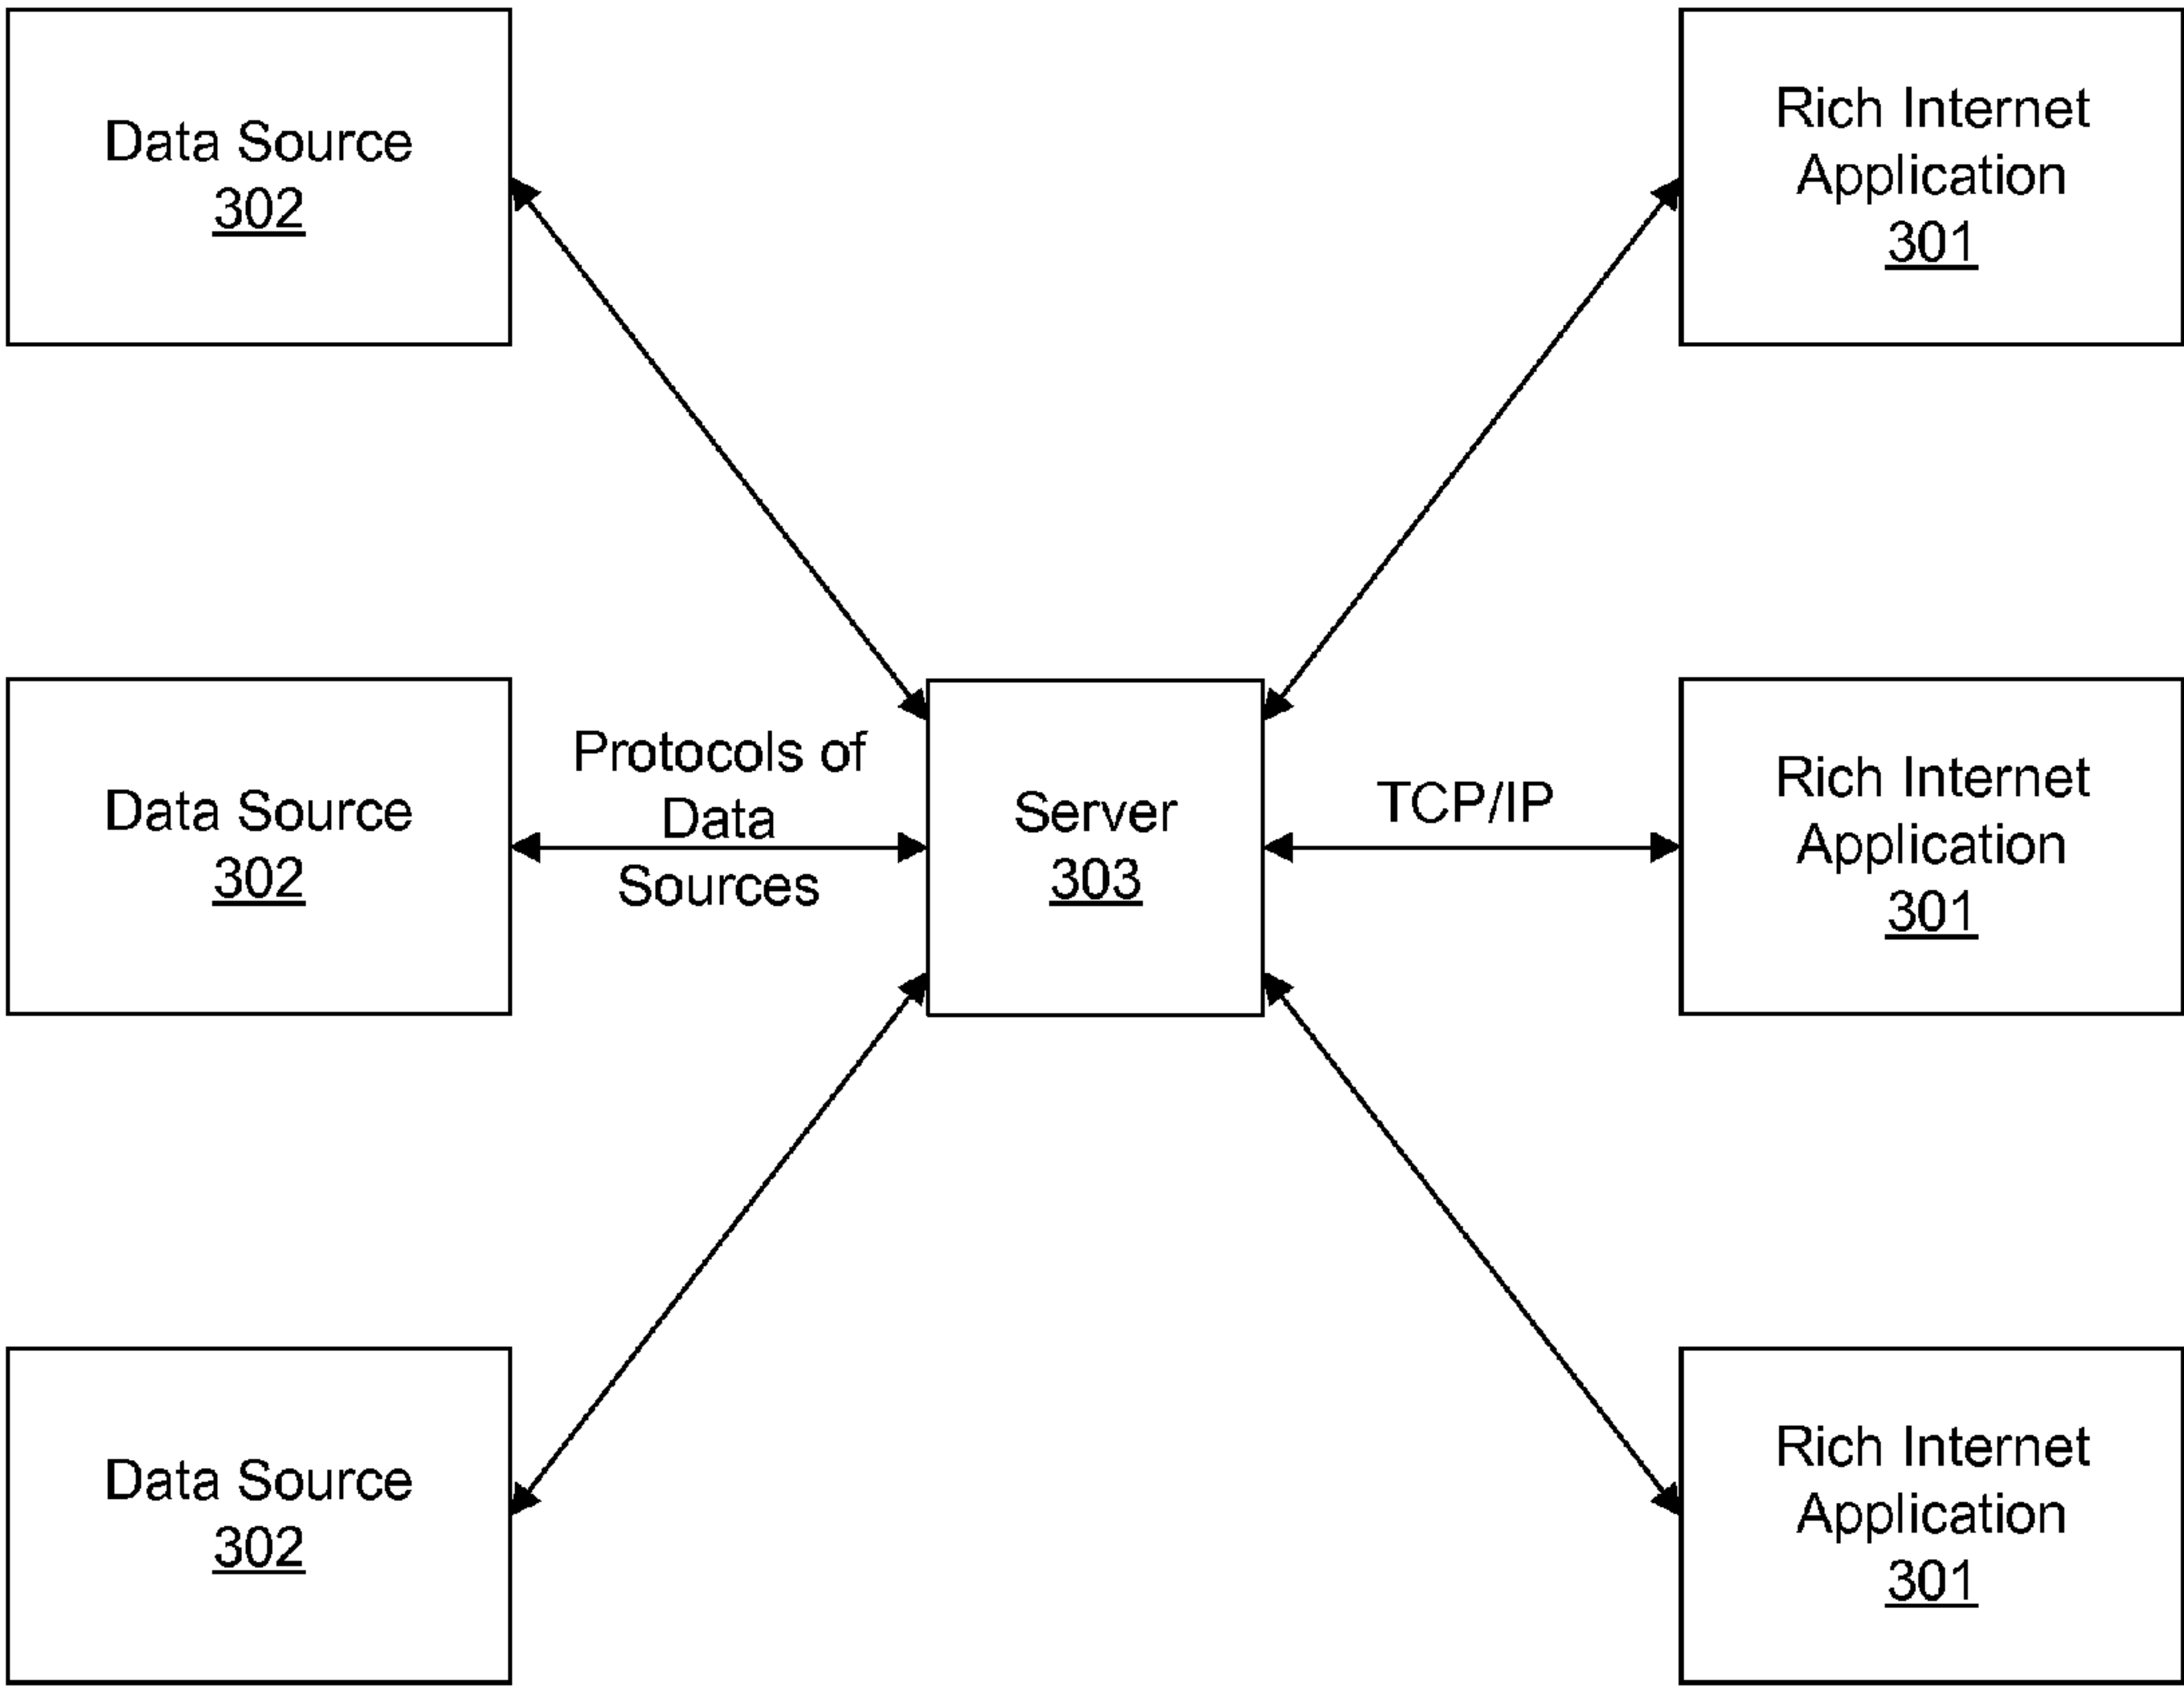 Data Source
302
Rich Internet
Application
301
Data Source
302
Protocols of
Data
Sources
Server
303
TCP/IP
Rich Internet
Application
301
Data Source
302
Rich Internet
Application
301